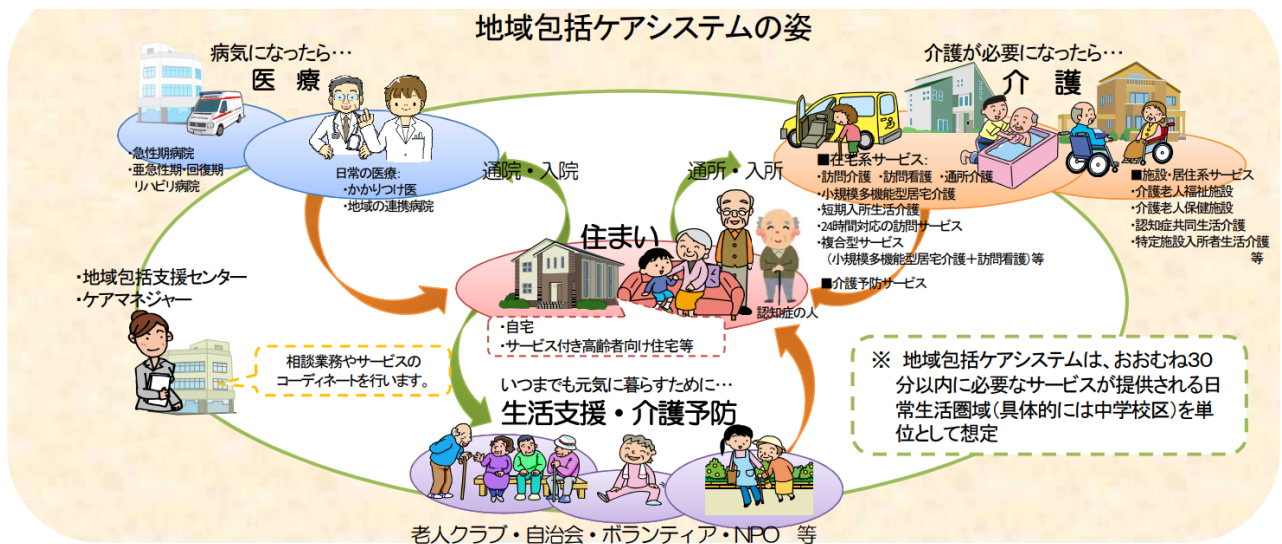 地域包括ケアシステムの姿
病気になったら…
医 療
・急性期病院
・亜急性期・回復期
リハビリ病院
日常の医療:
・かかりつけ医
・地域の連携病院
通院・入院
介護が必要になったら…
介 護
通所・入所
■在宅系サービス:
・訪問介護 ・訪問看護 ・通所介護
・小規模多機能型居宅介護
・短期入所生活介護
・24時間対応の訪問サービス
・複合型サービス
(小規模多機能型居宅介護+訪問看護)等
■介護予防サービス
■施設・居住系サービス
・介護老人福祉施設
・介護老人保健施設
・認知症共同生活介護
・特定施設入所者生活介護
等
住まい
認知症の人
・自宅
・サービス付き高齢者向け住宅等
・地域包括支援センター
・ケアマネジャー
相談業務やサービスの
コーディネートを行います。
いつまでも元気に暮らすために…
生活支援・介護予防
老人クラブ・自治会・ボランティア・NPO 等
※ 地域包括ケアシステムは、おおむね30
分以内に必要なサービスが提供される日
常生活圏域(具体的には中学校区)を単
位として想定